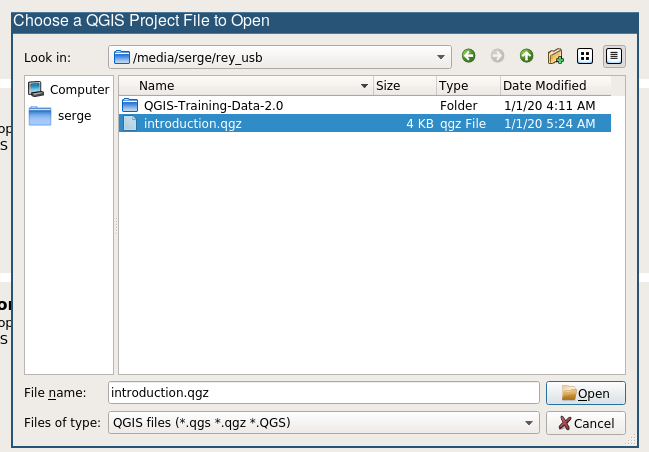 Choose a QGIS Project File to Open
Look in: /media/serge/rey_usb
Computer
serge
Name Size Type Date Modified
QGIS-Training-Data-2.0 Folder 1/1/20 4:11 AM
introduction.qgz 4 KB qgz File 1/1/20 5:24 AM
File name: introduction.qgz Open
Files of type: QGIS files (*.qgs *.qgz *.QGS) Cancel